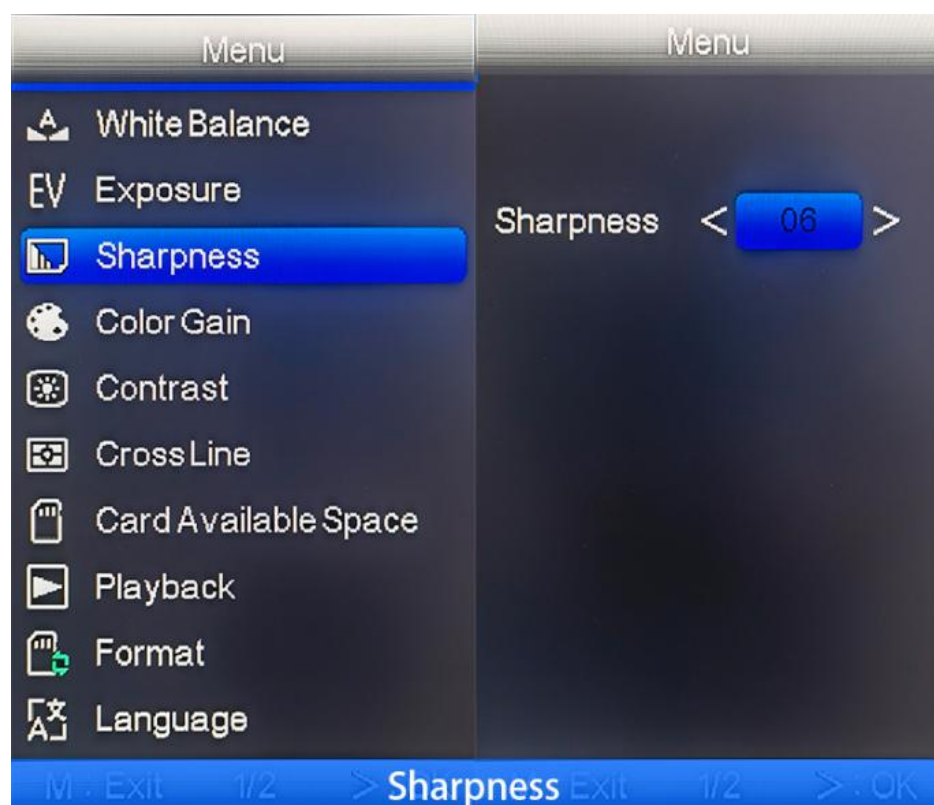 Menu
White Balance
EV Exposure
Sharpness
Color Gain
Contrast
Cross Line
Card Available Space
Playback
Format
Language
M : Exit 1/2 >
Menu
Sharpness < 06 >
Exit 1/2 > : OK
Sharpness